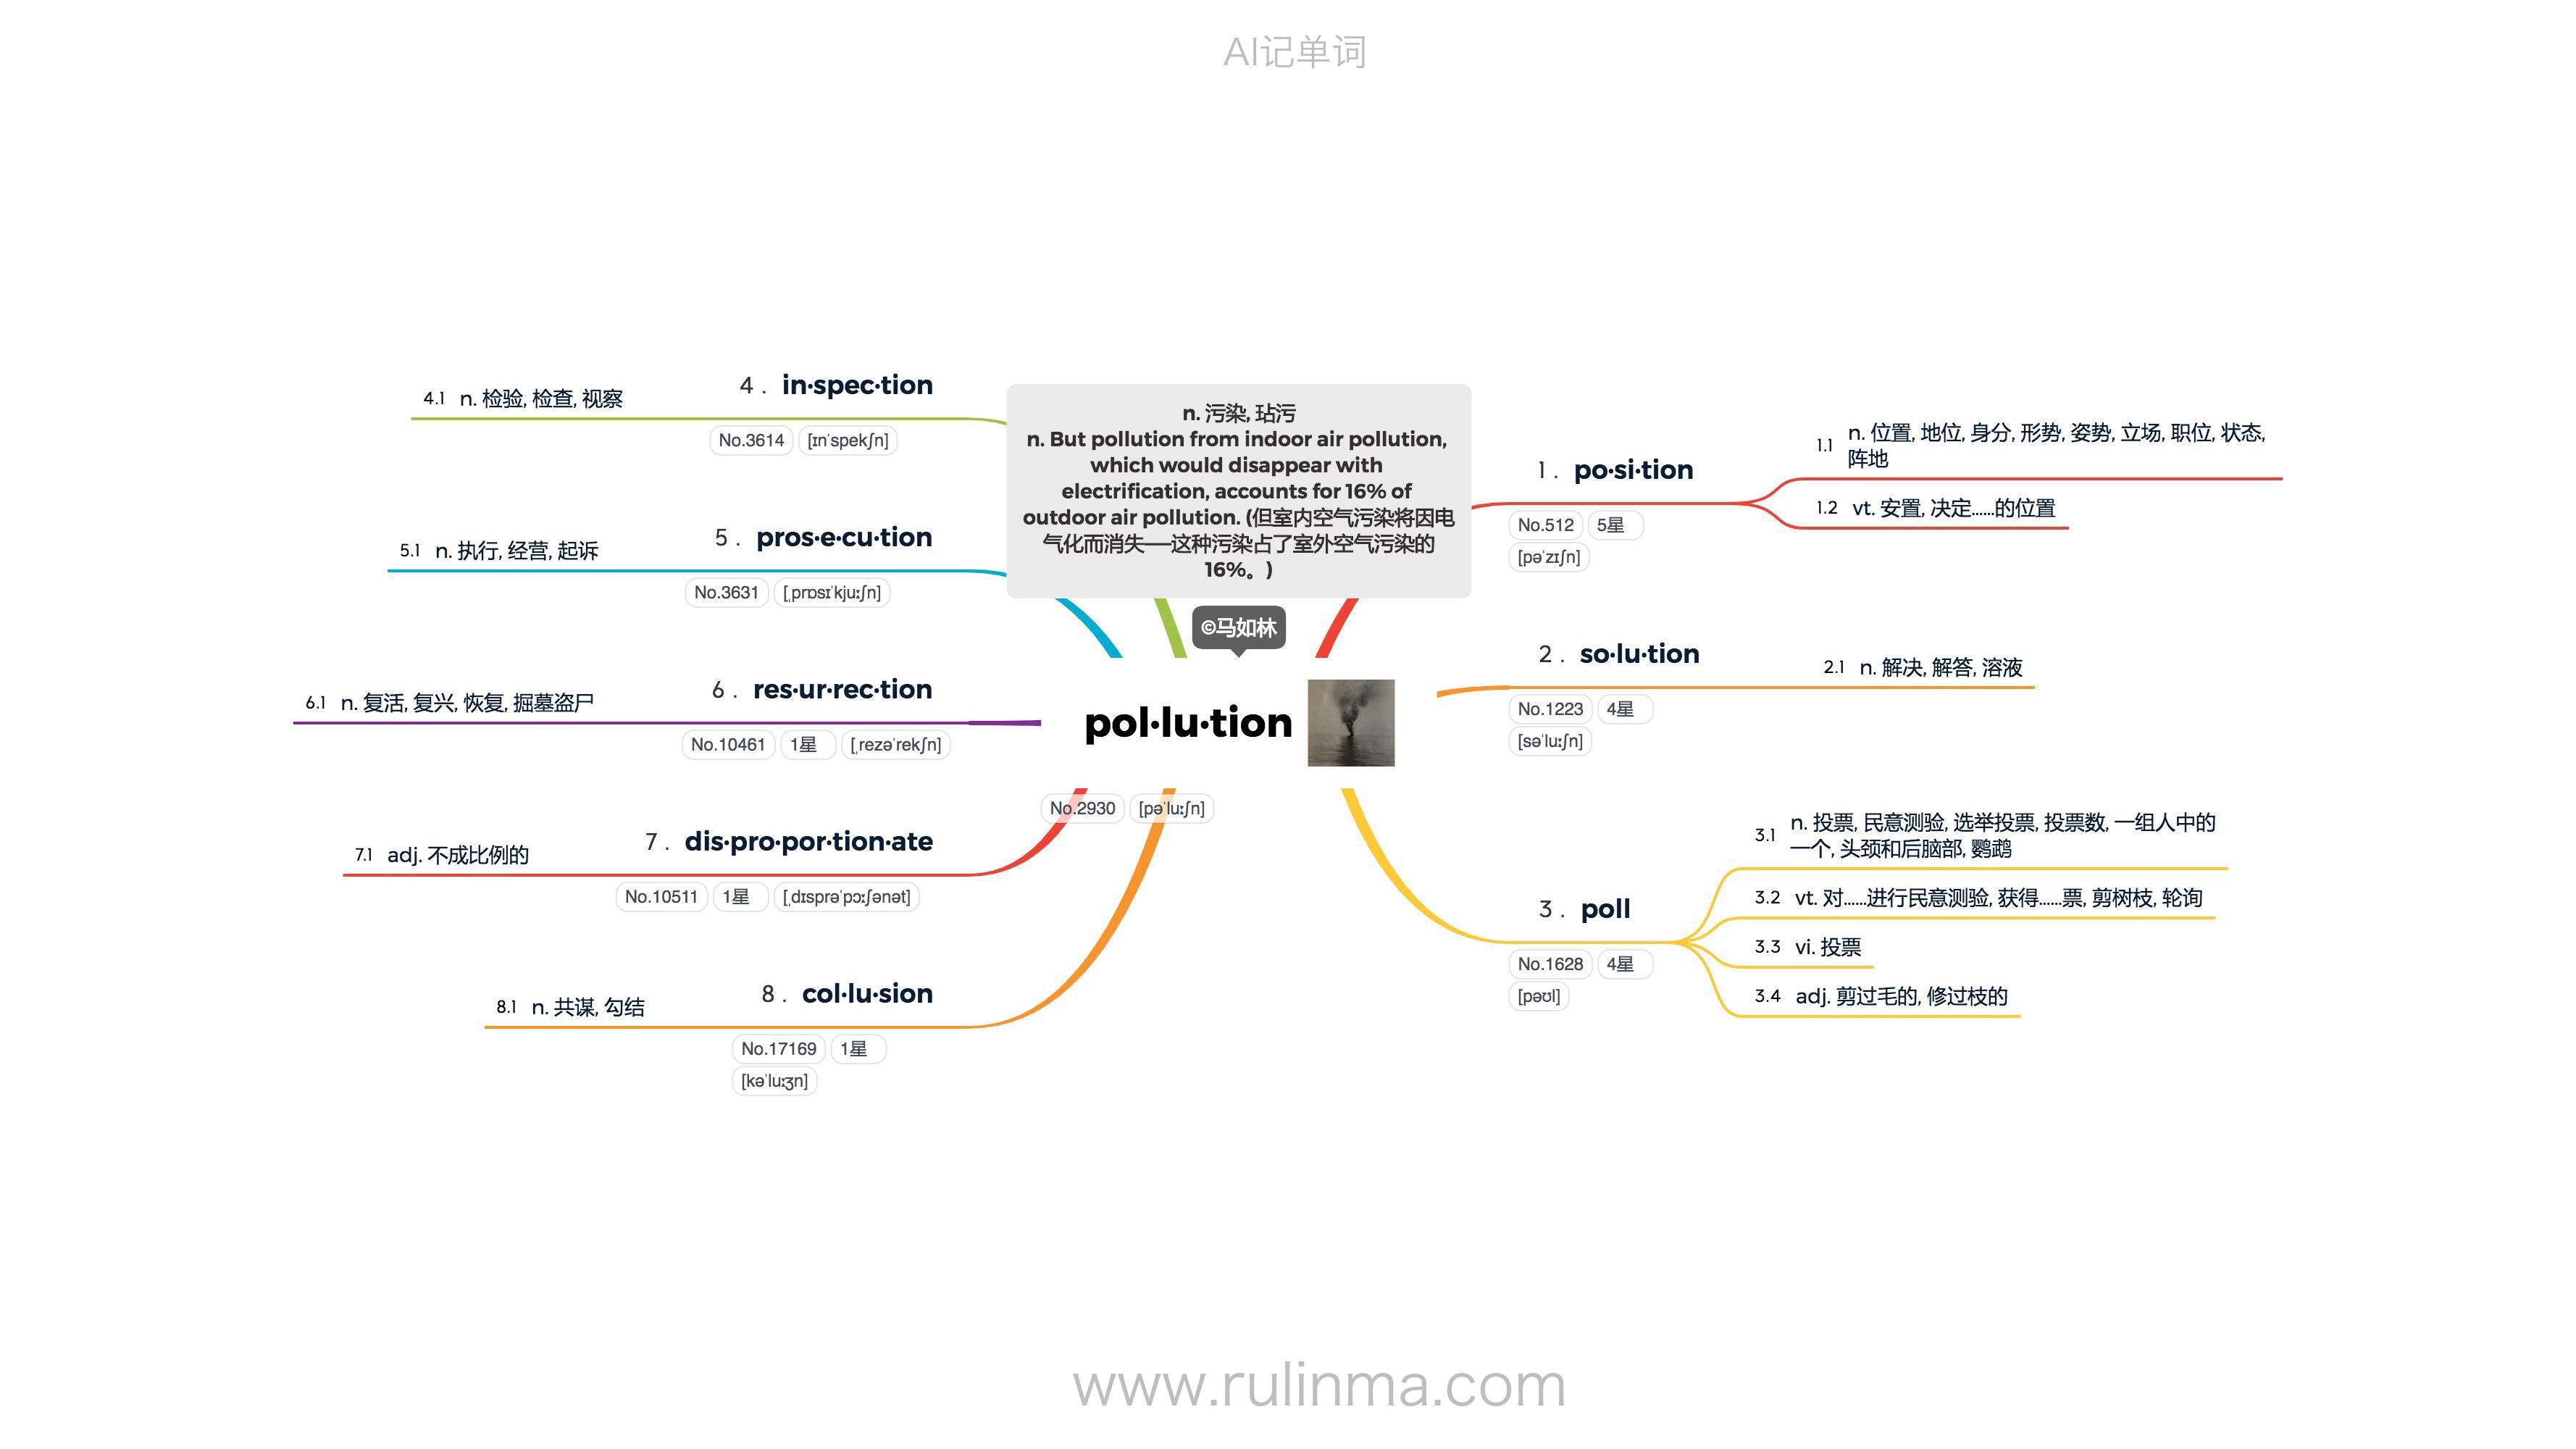 AI记单词
n. 污染, 玷污
n. But pollution from indoor air pollution,
which would disappear with
electrification, accounts for 16% of
outdoor air pollution. (但室内空气污染将因电
气化而消失──这种污染占了室外空气污染的
16%。)
©马如林
pol·lu·tion
No.2930 [pəˈluːʃn]
1 . po·si·tion
No.512 5星
[pəˈzɪʃn]
1.1 n. 位置, 地位, 身分, 形势, 姿势, 立场, 职位, 状态,
阵地
1.2 vt. 安置, 决定……的位置
2 . so·lu·tion
No.1223 4星
[səˈluːʃn]
2.1 n. 解决, 解答, 溶液
3 . poll
No.1628 4星
[pəʊl]
3.1 n. 投票, 民意测验, 选举投票, 投票数, 一组人中的
一个, 头颈和后脑部, 鹦鹉
3.2 vt. 对……进行民意测验, 获得……票, 剪树枝, 轮询
3.3 vi. 投票
3.4 adj. 剪过毛的, 修过枝的
4 . in·spec·tion
No.3614 [ɪnˈspekʃn]
4.1 n. 检验, 检查, 视察
5 . pros·e·cu·tion
No.3631 [ˌprɒsɪˈkjuːʃn]
5.1 n. 执行, 经营, 起诉
6 . res·ur·rec·tion
No.10461 1星 [ˌrezəˈrekʃn]
6.1 n. 复活, 复兴, 恢复, 掘墓盗尸
7 . dis·pro·por·tion·ate
No.10511 1星 [ˌdɪsprəˈpɔːʃənət]
7.1 adj. 不成比例的
8 . col·lu·sion
No.17169 1星
[kəˈluːʒn]
8.1 n. 共谋, 勾结
www.rulinma.com